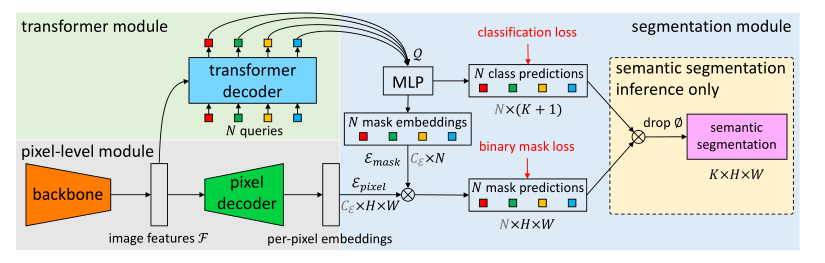 transformer module
segmentation module
classification loss
transformer
decoder
𝒬
MLP
N class predictions
N×(K + 1)
semantic segmentation
inference only
N queries
N mask embeddings
drop ∅
semantic
segmentation
pixel-level module
ℰmask
Cℰ×N
binary mask loss
K×H×W
backbone
pixel
decoder
ℰpixel
Cℰ×H×W
N mask predictions
N×H×W
image features ℱ
per-pixel embeddings